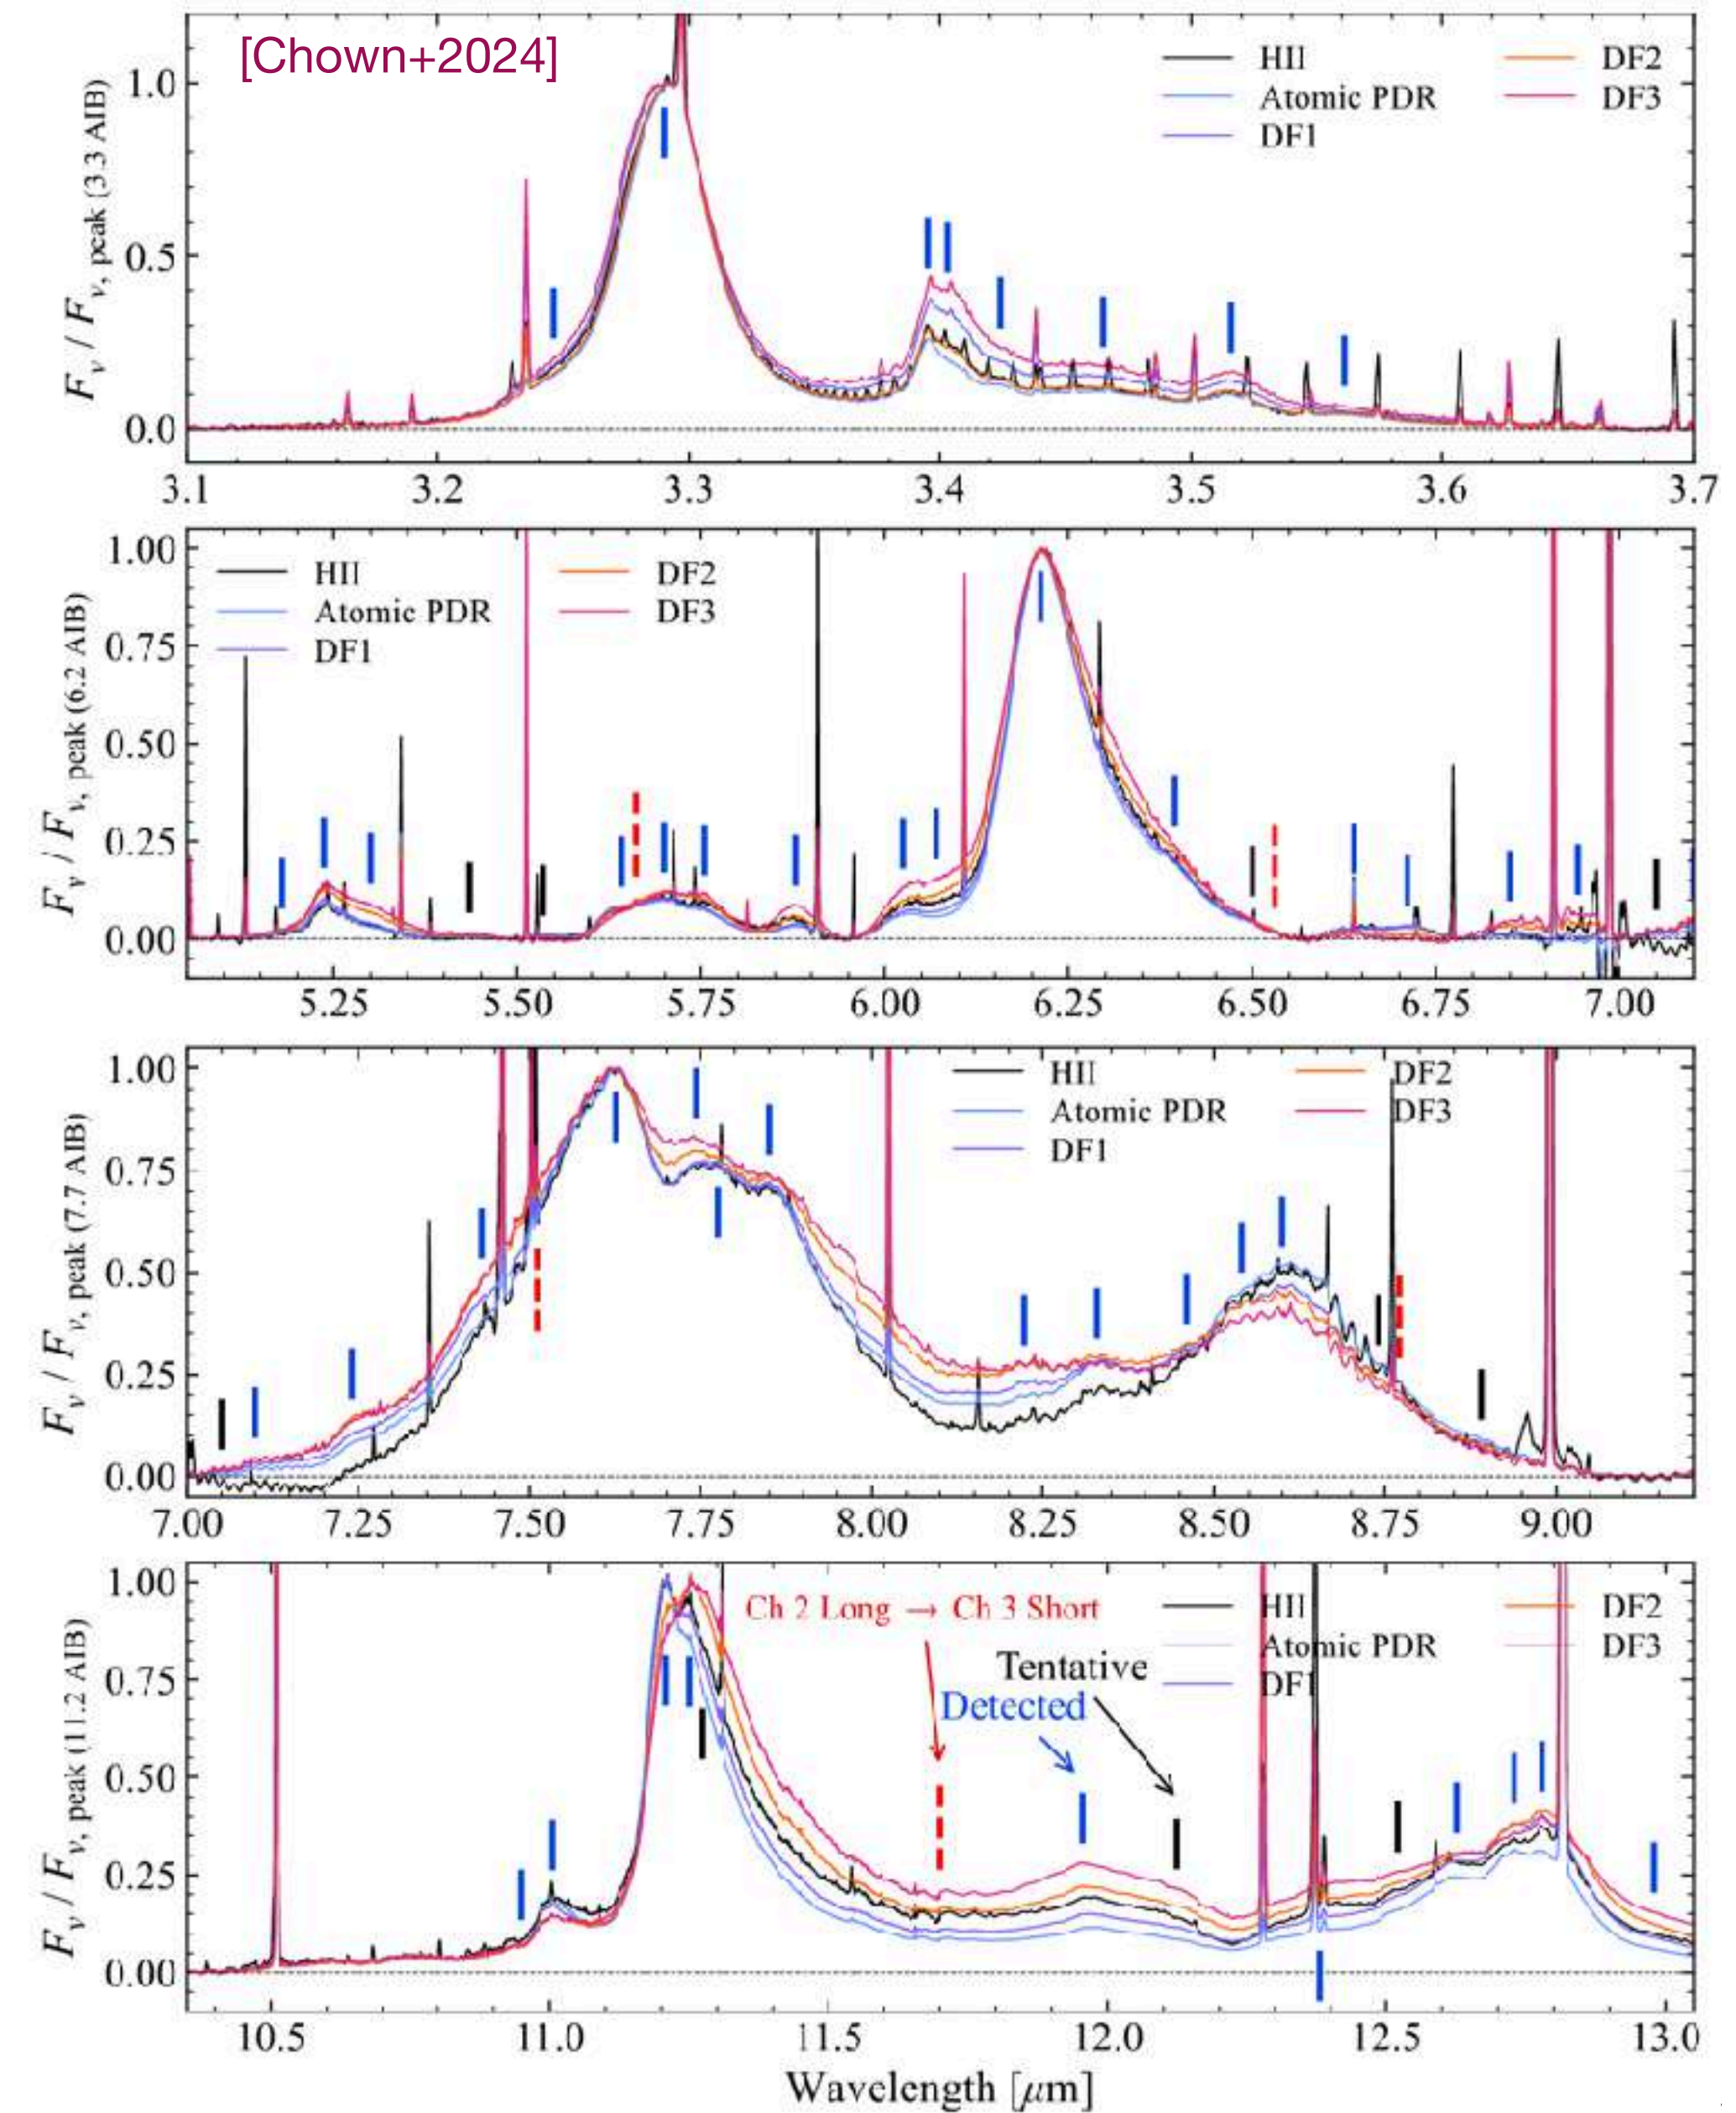 [Chown+2024]
HII
Atomic PDR
DF1
DF2
DF3
1.0
0.5
0.0
Fν / Fν, peak (3.3 AIB)
3.1 3.2 3.3 3.4 3.5 3.6 3.7
HII
Atomic PDR
DF1
DF2
DF3
1.00
0.75
0.50
0.25
0.00
Fν / Fν, peak (6.2 AIB)
5.25 5.50 5.75 6.00 6.25 6.50 6.75 7.00
HII
Atomic PDR
DF1
DF2
DF3
1.00
0.75
0.50
0.25
0.00
Fν / Fν, peak (7.7 AIB)
7.00 7.25 7.50 7.75 8.00 8.25 8.50 8.75 9.00
Ch 2 Long → Ch 3 Short
Tentative
Detected
HII
Atomic PDR
DF1
DF2
DF3
1.00
0.75
0.50
0.25
0.00
Fν / Fν, peak (11.2 AIB)
10.5 11.0 11.5 12.0 12.5 13.0
Wavelength [μm]